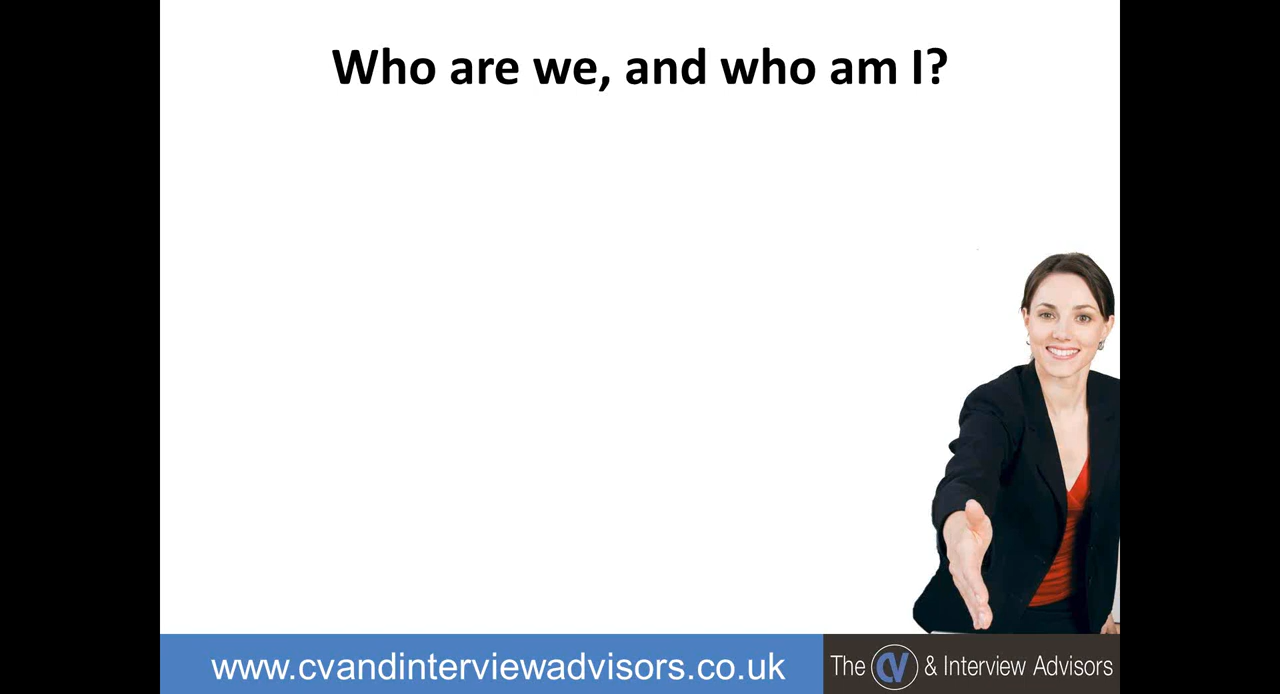 Who are we, and who am I?
www.cvandinterviewadvisors.co.uk
The CV & Interview Advisors